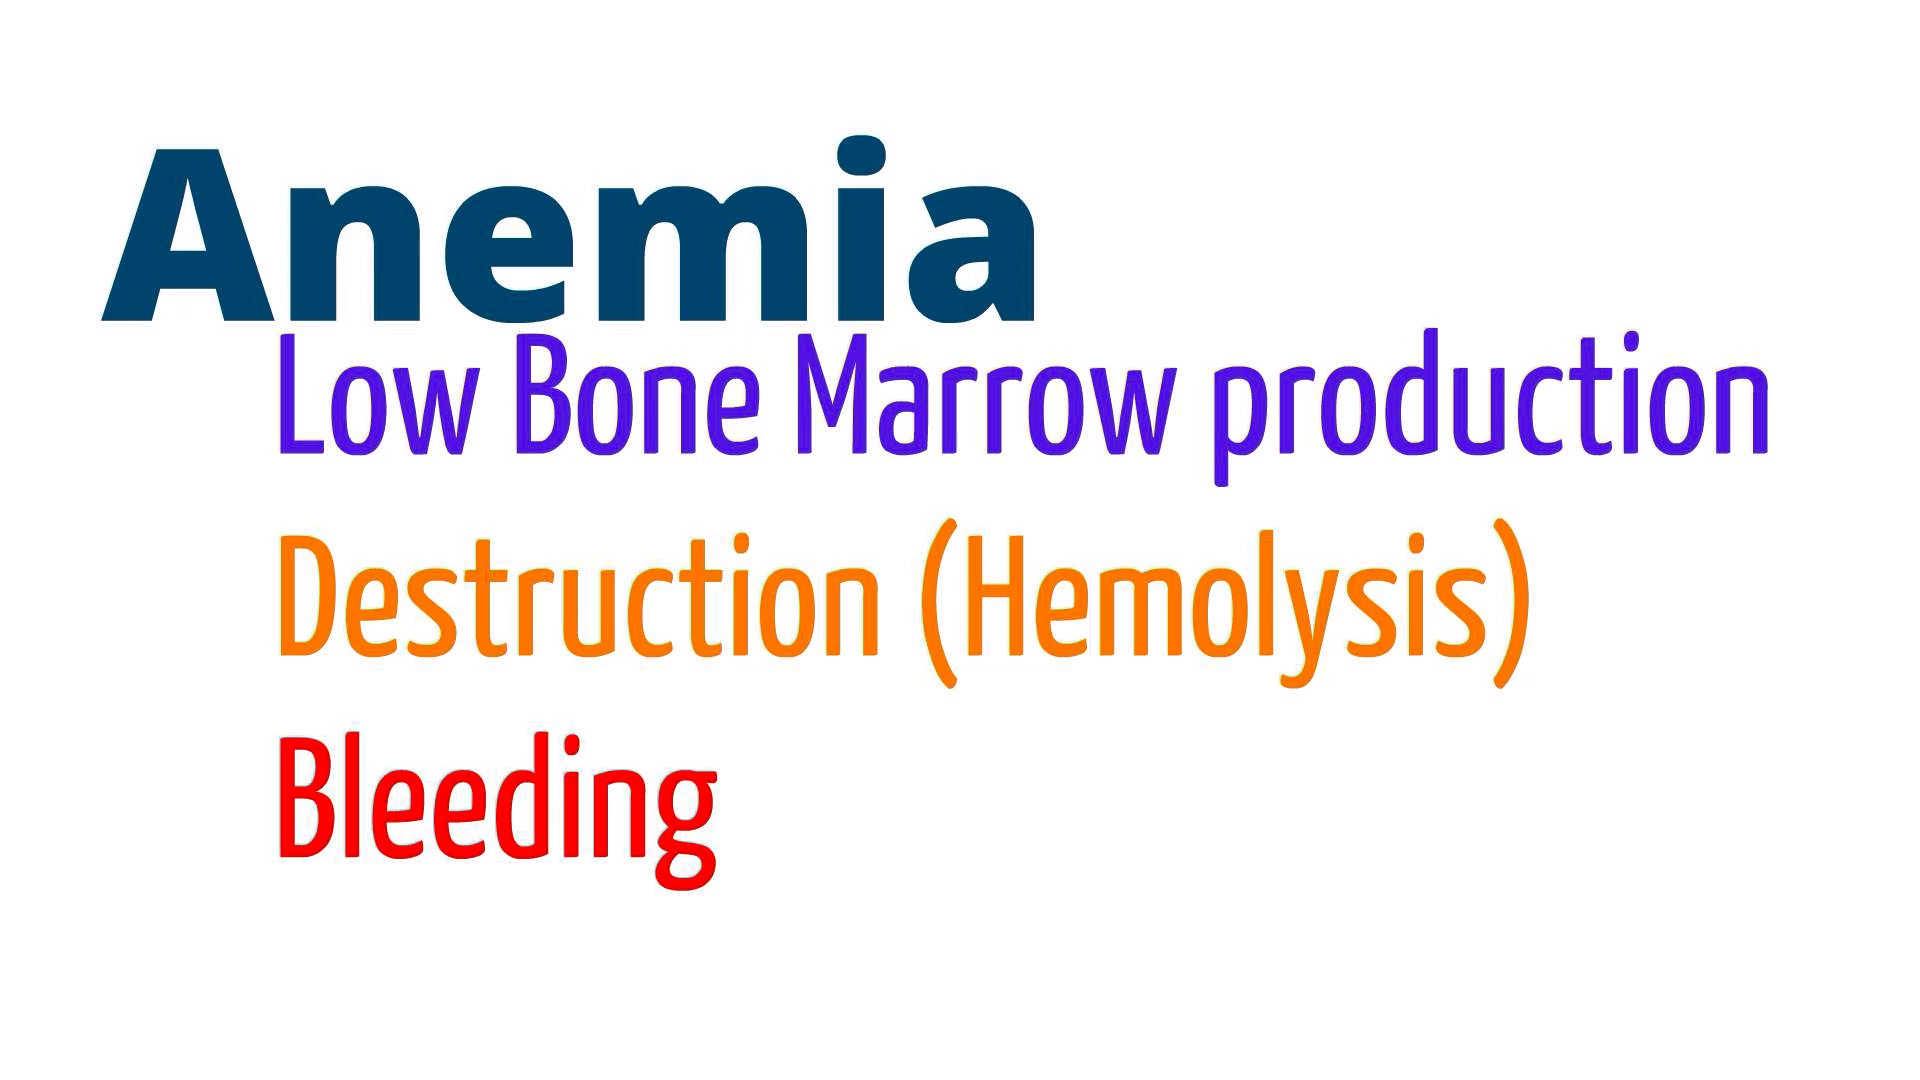 Anemia
Low Bone Marrow production
Destruction (Hemolysis)
Bleeding